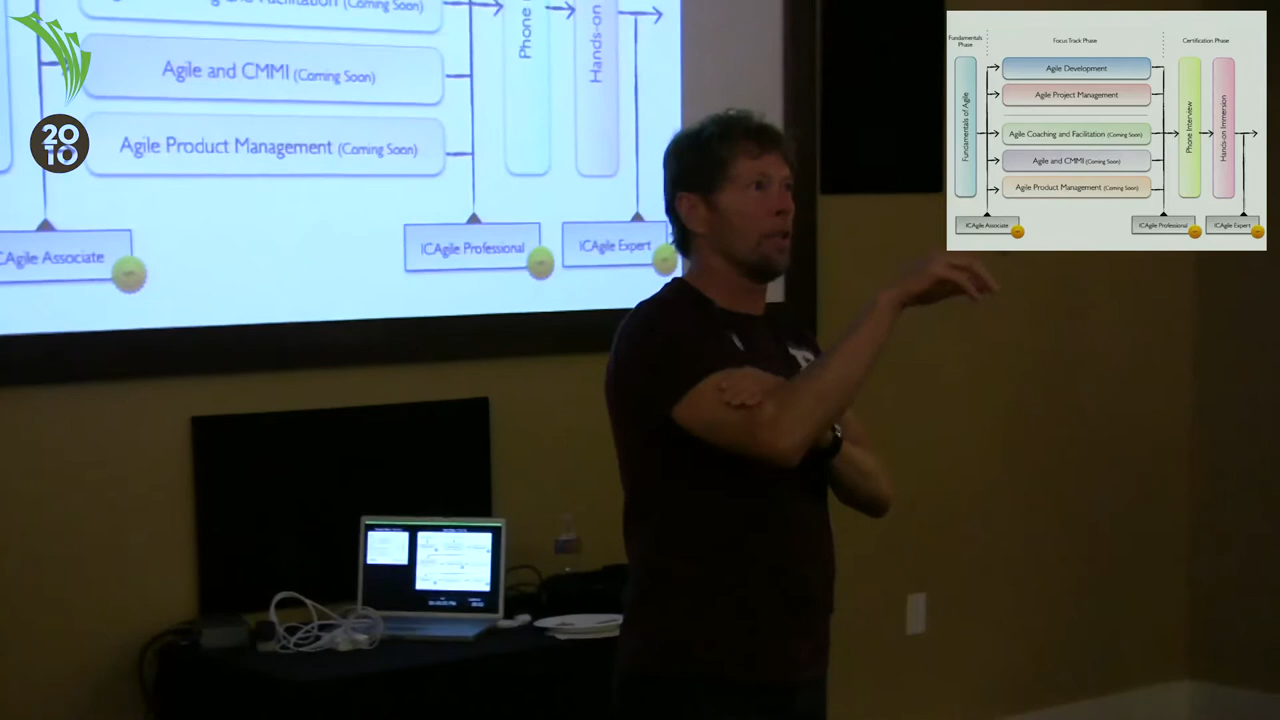 Facilitation (Coming Soon)
Agile and CMMI (Coming Soon)
Agile Product Management (Coming Soon)
Phone
Hands-on
ICAgile Associate
ICAgile Professional
ICAgile Expert
20
10
Fundamentals
Phase
Focus Track Phase
Certification Phase
Fundamentals of Agile
Agile Development
Agile Project Management
Agile Coaching and Facilitation (Coming Soon)
Agile and CMMI (Coming Soon)
Agile Product Management (Coming Soon)
Phone Interview
Hands-on Immersion
ICAgile Associate
ICAgile Professional
ICAgile Expert